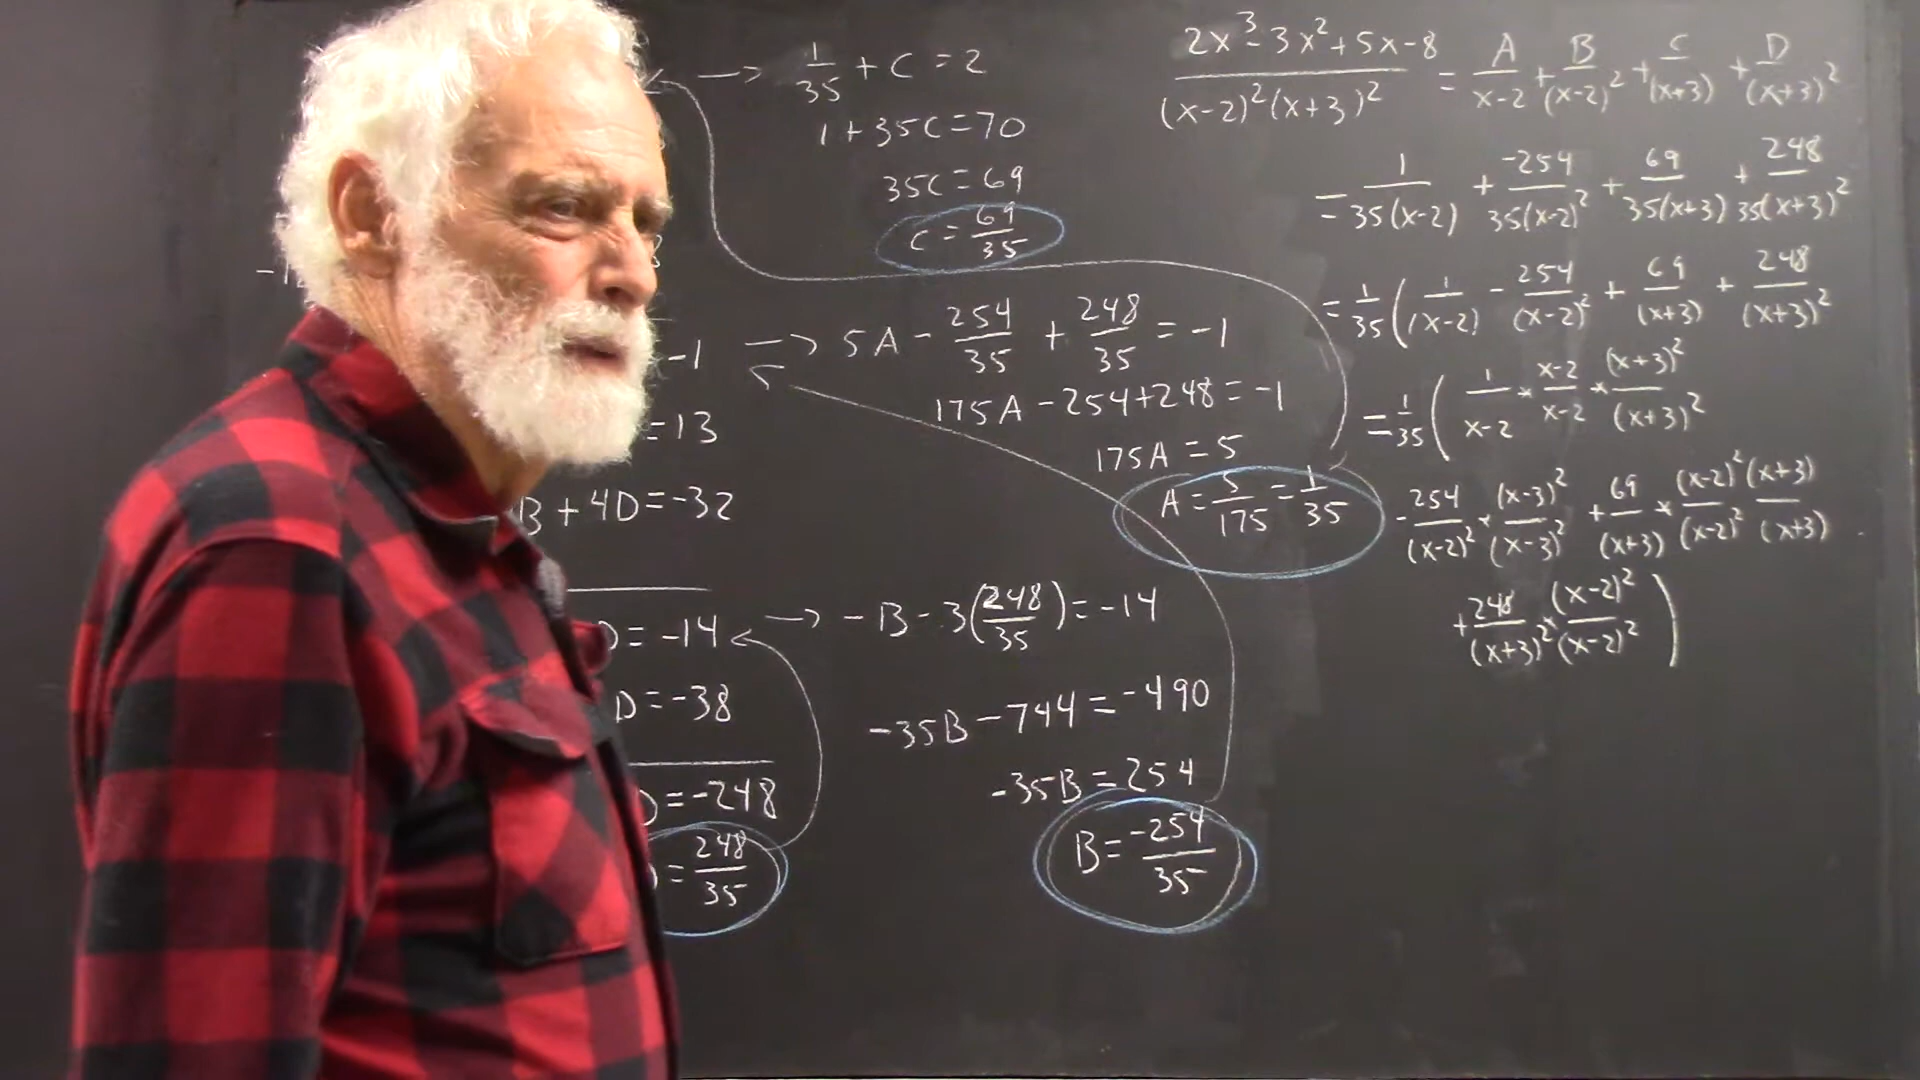 1/35 + C = 2
1 + 35C = 70
35C = 69
C = 69/35
-1
-1 → 5A - 254/35 + 248/35 = -1
175A - 254 + 248 = -1
= 13
175A = 5
B + 4D = -32
A = 5/175 = 1/35
D = -14 → -B - 3(248/35) = -14
D = -38
-35B - 744 = -490
D = -248
-35B = 254
= 248/35
B = -254/35
(2x³ - 3x² + 5x - 8)/((x-2)²(x+3)²) = A/(x-2) + B/(x-2)² + C/(x+3) + D/(x+3)²
= 1/(35(x-2)) + -254/(35(x-2)²) + 69/(35(x+3)) + 248/(35(x+3)²)
= 1/35 ( 1/(x-2) - 254/(x-2)² + 69/(x+3) + 248/(x+3)²
= 1/35 ( 1/(x-2) * (x-2)/(x-2) * (x+3)²/(x+3)²
- 254/(x-2)² * (x-3)²/(x-3)² + 69/(x+3) * (x-2)²/(x-2)² (x+3)/(x+3)
+ 248/(x+3)² * (x-2)²/(x-2)² )